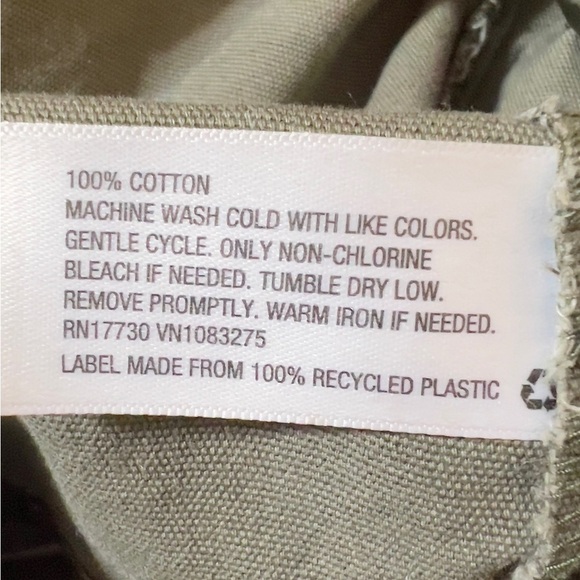 100% COTTON
MACHINE WASH COLD WITH LIKE COLORS.
GENTLE CYCLE. ONLY NON-CHLORINE
BLEACH IF NEEDED. TUMBLE DRY LOW.
REMOVE PROMPTLY. WARM IRON IF NEEDED.
RN17730 VN1083275
LABEL MADE FROM 100% RECYCLED PLASTIC